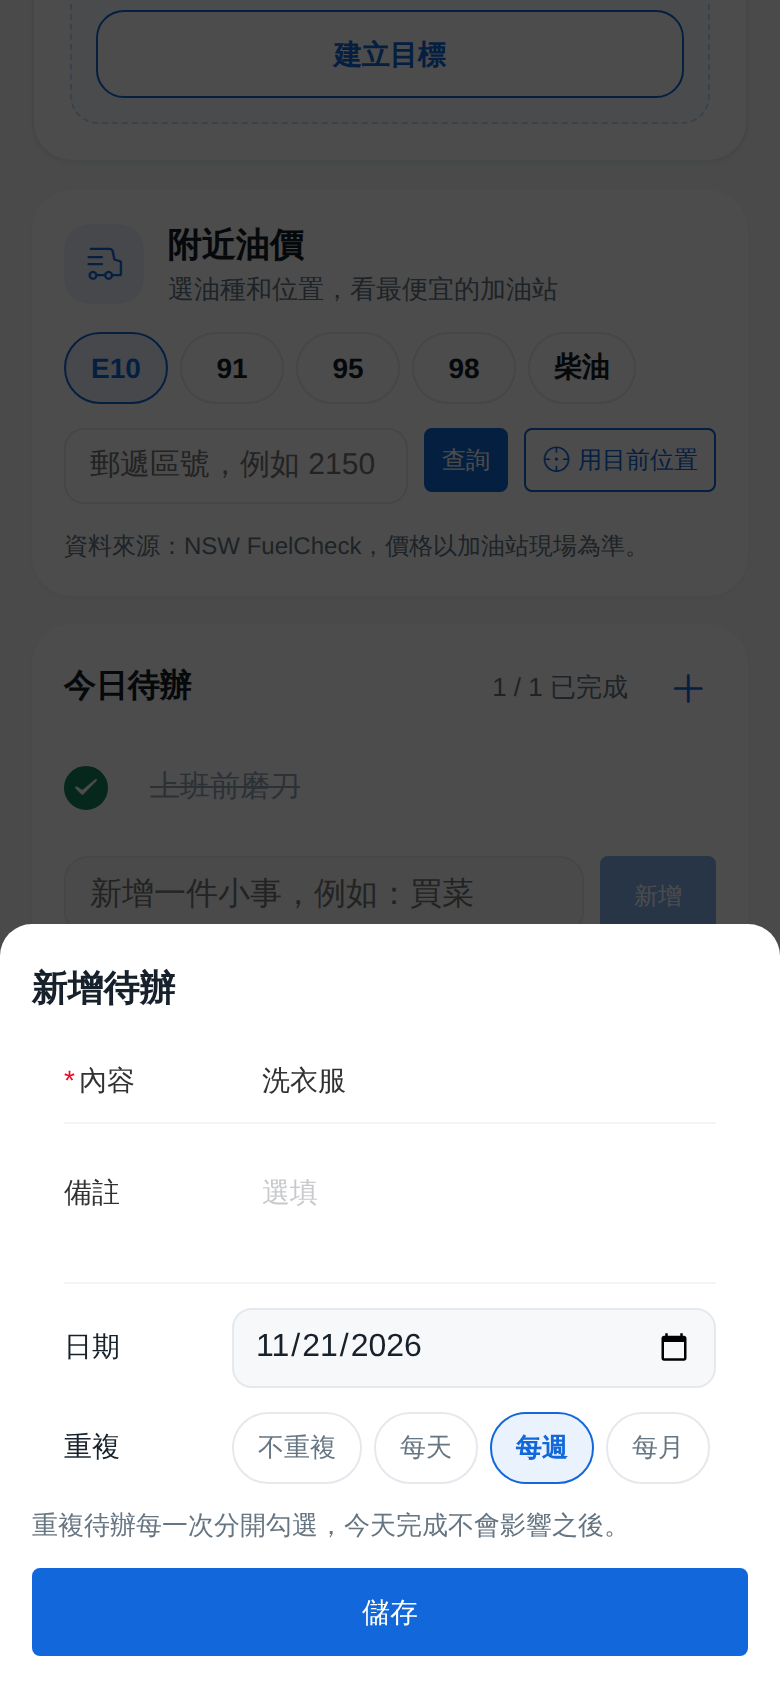 建立目標
附近油價
選油種和位置，看最便宜的加油站
E10 91 95 98 柴油
郵遞區號，例如 2150 查詢 用目前位置
資料來源：NSW FuelCheck，價格以加油站現場為準。
今日待辦 1 / 1 已完成
上班前磨刀
新增一件小事，例如：買菜 新增
新增待辦
*內容 洗衣服
備註 選填
日期 11/21/2026
重複 不重複 每天 每週 每月
重複待辦每一次分開勾選，今天完成不會影響之後。
儲存